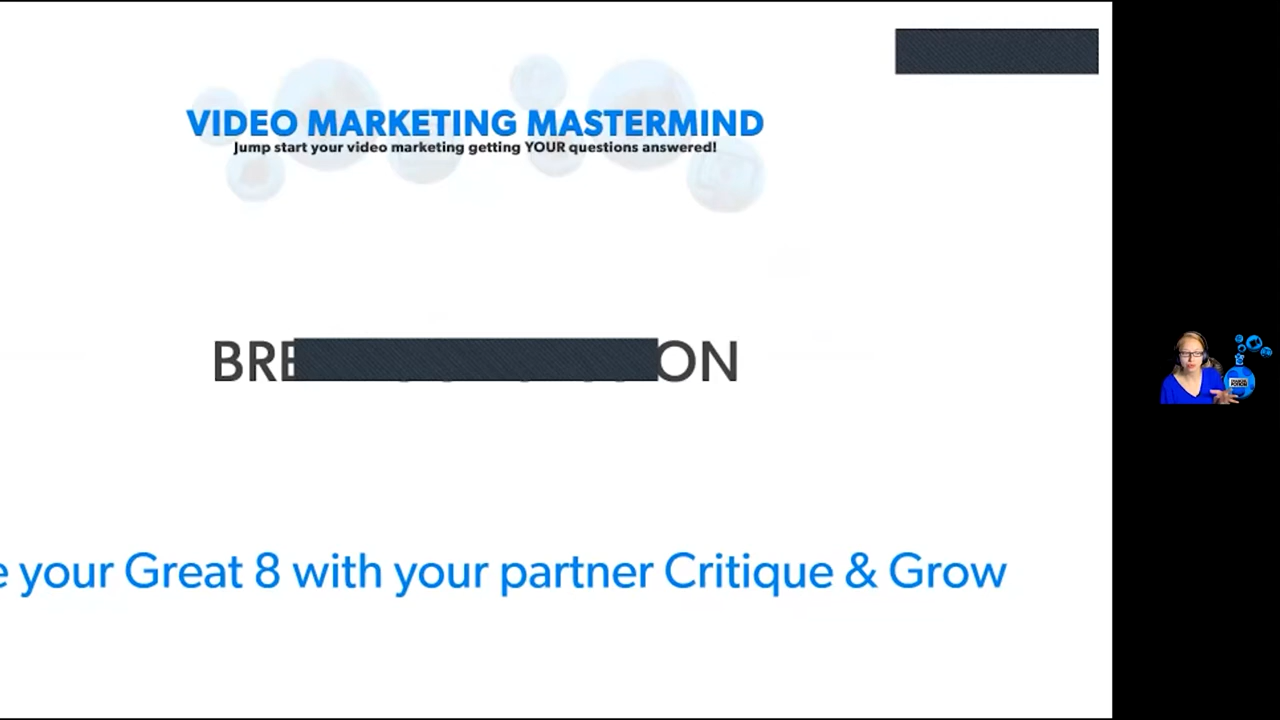 VIDEO MARKETING MASTERMIND
Jump start your video marketing getting YOUR questions answered!
BRE ON
e your Great 8 with your partner Critique & Grow